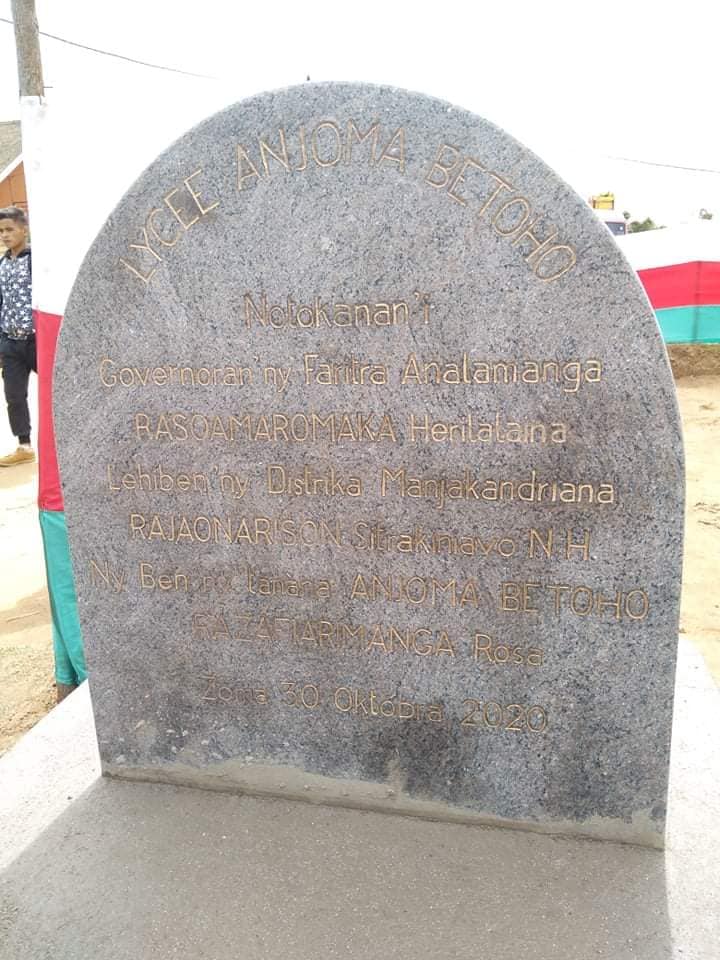 LYCEE ANJOMA BETOHO
Notokanan'i
Governoran'ny Faritra Analamanga
RASOAMAROMAKA Herilalaina
Lehiben'ny Distrika Manjakandriana
RAJAONARISON Sitrakiniavo N.H.
Ny Ben'ny tanana ANJOMA BETOHO
RAZAFIARIMANGA Rosa
Zoma 30 Oktobra 2020